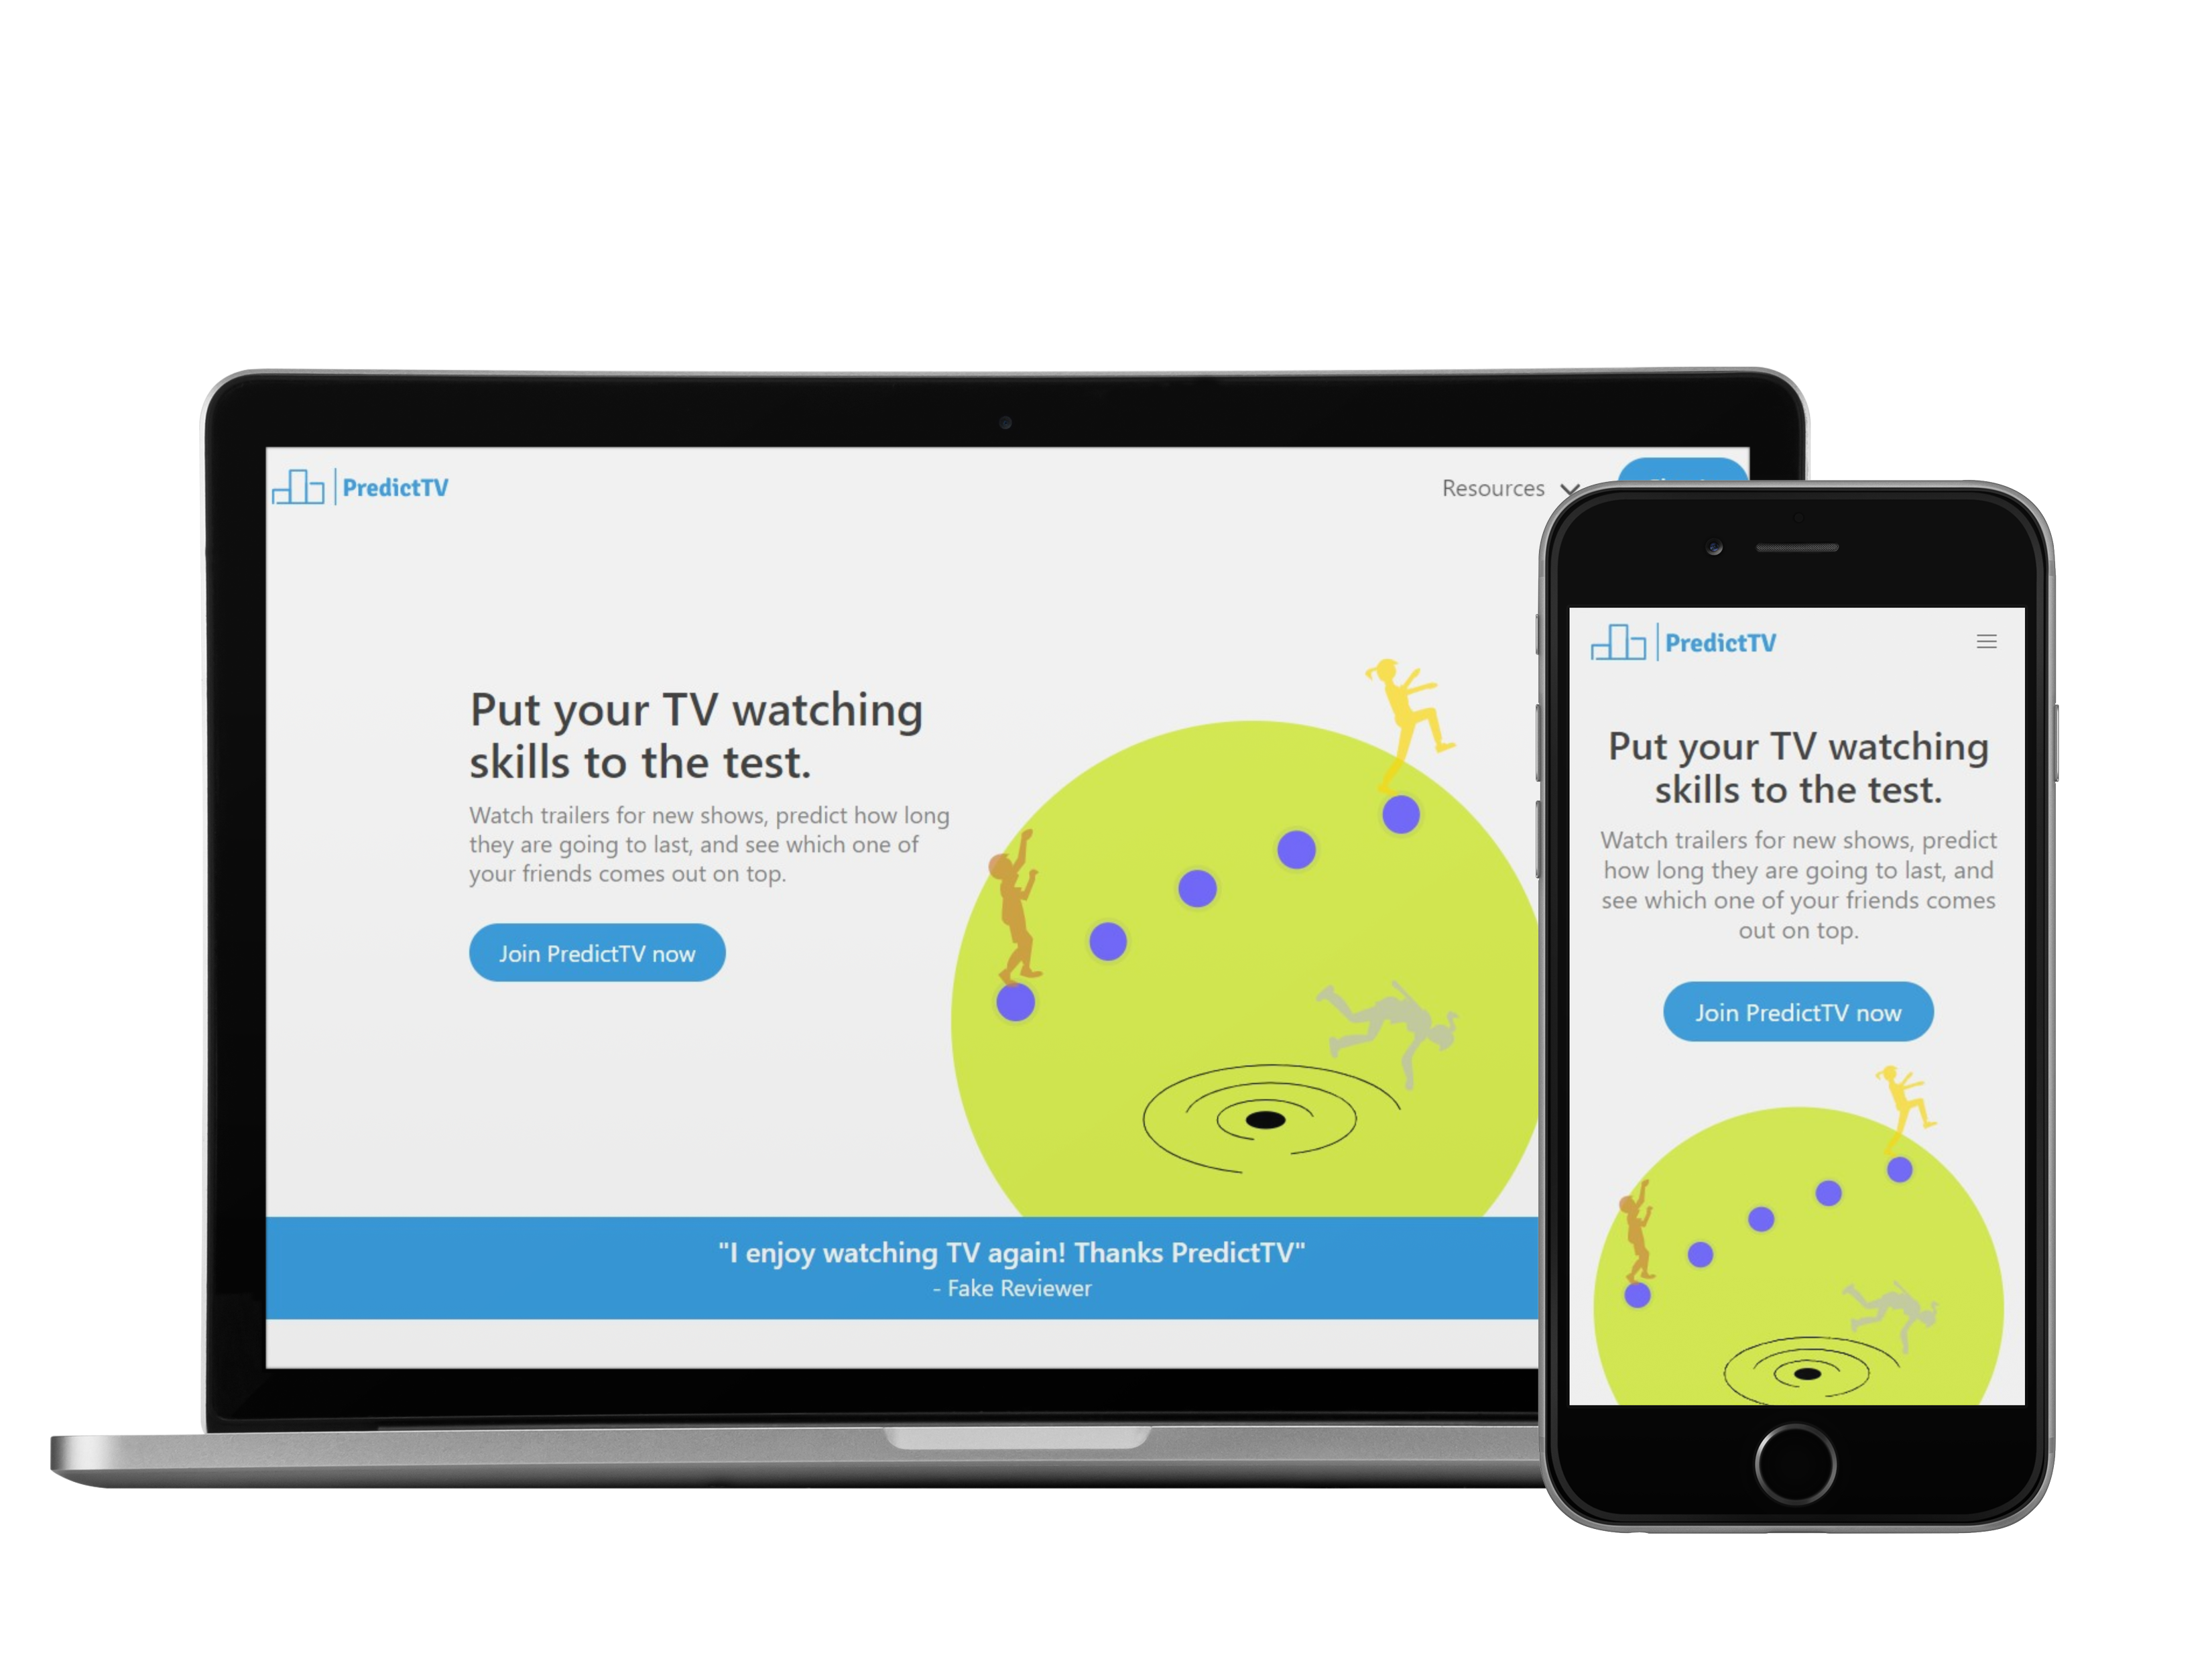 PredictTV
Resources
Put your TV watching
skills to the test.
Watch trailers for new shows, predict how long
they are going to last, and see which one of
your friends comes out on top.
Join PredictTV now
"I enjoy watching TV again! Thanks PredictTV"
- Fake Reviewer
PredictTV
Put your TV watching
skills to the test.
Watch trailers for new shows, predict
how long they are going to last, and
see which one of your friends comes
out on top.
Join PredictTV now